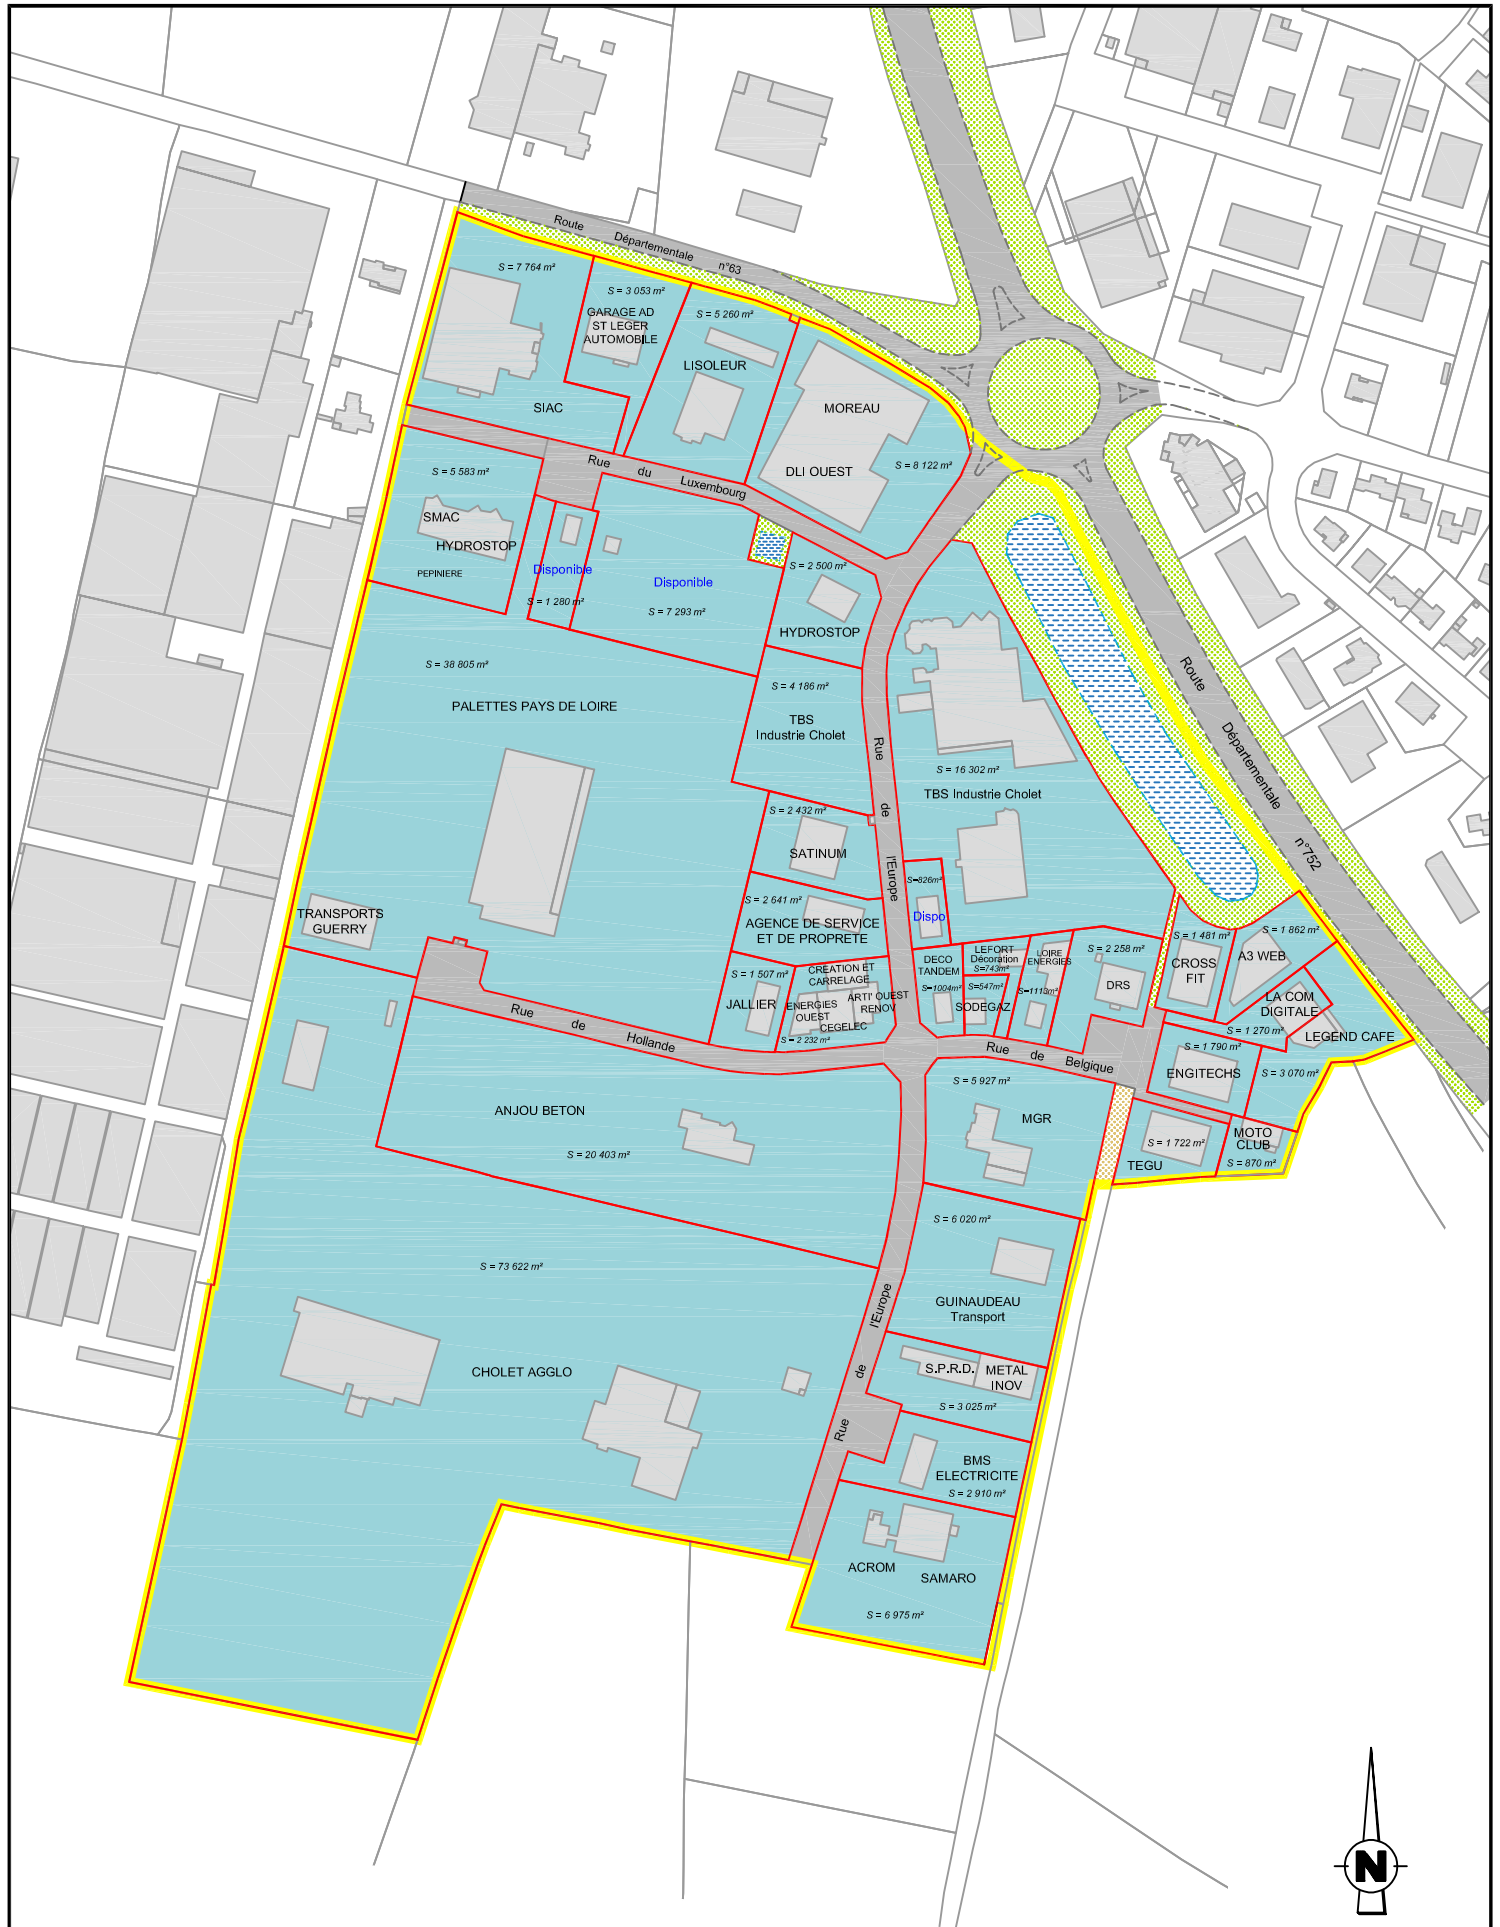 Route Départementale n°63
S = 7 764 m²
SIAC
S = 3 053 m²
GARAGE AD
ST LEGER
AUTOMOBILE
S = 5 260 m²
LISOLEUR
MOREAU
DLI OUEST
S = 8 122 m²
Rue du Luxembourg
S = 5 583 m²
SMAC
HYDROSTOP
PEPINIERE
Disponible
S = 1 280 m²
Disponible
S = 7 293 m²
S = 2 500 m²
HYDROSTOP
S = 38 805 m²
PALETTES PAYS DE LOIRE
S = 4 186 m²
TBS
Industrie Cholet
Rue de l'Europe
S = 16 302 m²
TBS Industrie Cholet
Route Départementale n°752
S = 2 432 m²
SATINUM
S = 2 641 m²
AGENCE DE SERVICE
ET DE PROPRETE
S=826m²
Dispo
TRANSPORTS
GUERRY
S = 1 507 m²
JALLIER
CREATION ET
CARRELAGE
ENERGIES
OUEST
ARTI' OUEST
RENOV
CEGELEC
S = 2 232 m²
DECO
TANDEM
S=1004m²
LEFORT
Décoration
S=743m²
S=547m²
SODEGAZ
LOIRE
ENERGIES
S=1113m²
S = 2 258 m²
DRS
S = 1 481 m²
CROSS
FIT
S = 1 862 m²
A3 WEB
LA COM
DIGITALE
S = 1 270 m²
LEGEND CAFE
S = 1 790 m²
ENGITECHS
S = 3 070 m²
Rue de Hollande
Rue de Belgique
S = 5 927 m²
MGR
S = 1 722 m²
TEGU
MOTO
CLUB
S = 870 m²
ANJOU BETON
S = 20 403 m²
S = 6 020 m²
GUINAUDEAU
Transport
S = 73 622 m²
CHOLET AGGLO
Rue de l'Europe
S.P.R.D.
METAL
INOV
S = 3 025 m²
BMS
ELECTRICITE
S = 2 910 m²
ACROM
SAMARO
S = 6 975 m²
N